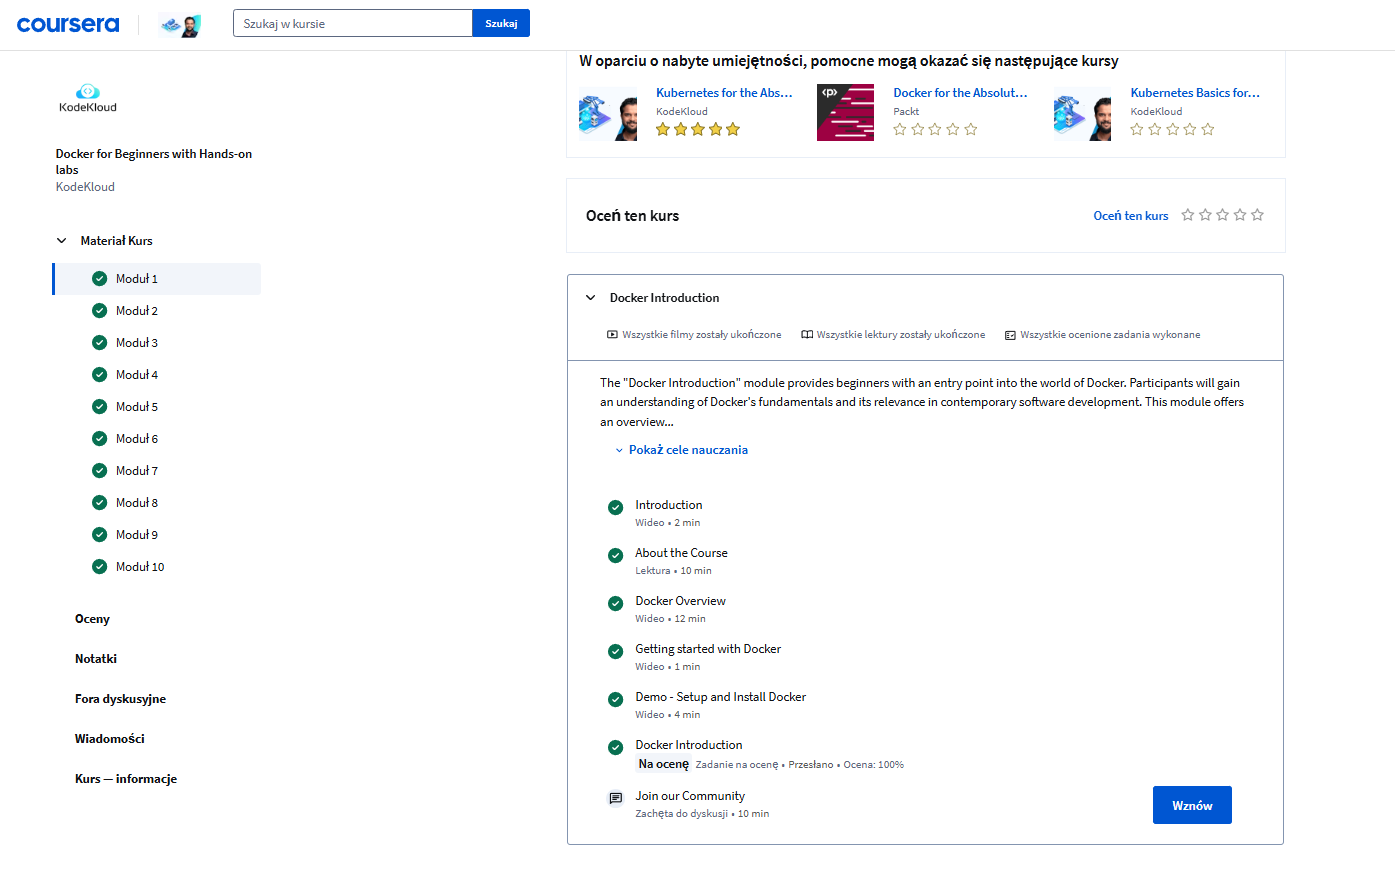 coursera
Szukaj w kursie
Szukaj
KodeKloud
Docker for Beginners with Hands-on
labs
KodeKloud
Materiał Kurs
Moduł 1
Moduł 2
Moduł 3
Moduł 4
Moduł 5
Moduł 6
Moduł 7
Moduł 8
Moduł 9
Moduł 10
Oceny
Notatki
Fora dyskusyjne
Wiadomości
Kurs — informacje
W oparciu o nabyte umiejętności, pomocne mogą okazać się następujące kursy
Kubernetes for the Abs...
KodeKloud
<p>
Docker for the Absolut...
Packt
Kubernetes Basics for...
KodeKloud
Oceń ten kurs
Oceń ten kurs
Docker Introduction
Wszystkie filmy zostały ukończone
Wszystkie lektury zostały ukończone
Wszystkie ocenione zadania wykonane
The "Docker Introduction" module provides beginners with an entry point into the world of Docker. Participants will gain
an understanding of Docker's fundamentals and its relevance in contemporary software development. This module offers
an overview...
Pokaż cele nauczania
Introduction
Wideo • 2 min
About the Course
Lektura • 10 min
Docker Overview
Wideo • 12 min
Getting started with Docker
Wideo • 1 min
Demo - Setup and Install Docker
Wideo • 4 min
Docker Introduction
Na ocenę Zadanie na ocenę • Przesłano • Ocena: 100%
Join our Community
Zachęta do dyskusji • 10 min
Wznów